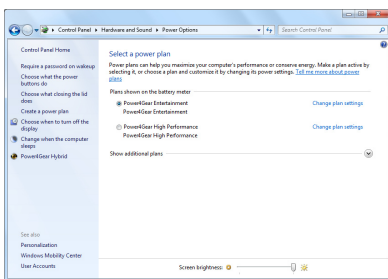 Control Panel
Hardware and Sound
Power Options
Search Control Panel
Control Panel Home
Require a password on wakeup
Choose what the power
buttons do
Choose what closing the lid
does
Create a power plan
Choose when to turn off the
display
Change when the computer
sleeps
Power4Gear Hybrid
See also
Personalization
Windows Mobility Center
User Accounts
Select a power plan
Power plans can help you maximize your computer's performance or conserve energy. Make a plan active by
selecting it, or choose a plan and customize it by changing its power settings. Tell me more about power
plans
Plans shown on the battery meter
Power4Gear Entertainment
Change plan settings
Power4Gear Entertainment
Power4Gear High Performance
Change plan settings
Power4Gear High Performance
Show additional plans
Screen brightness: